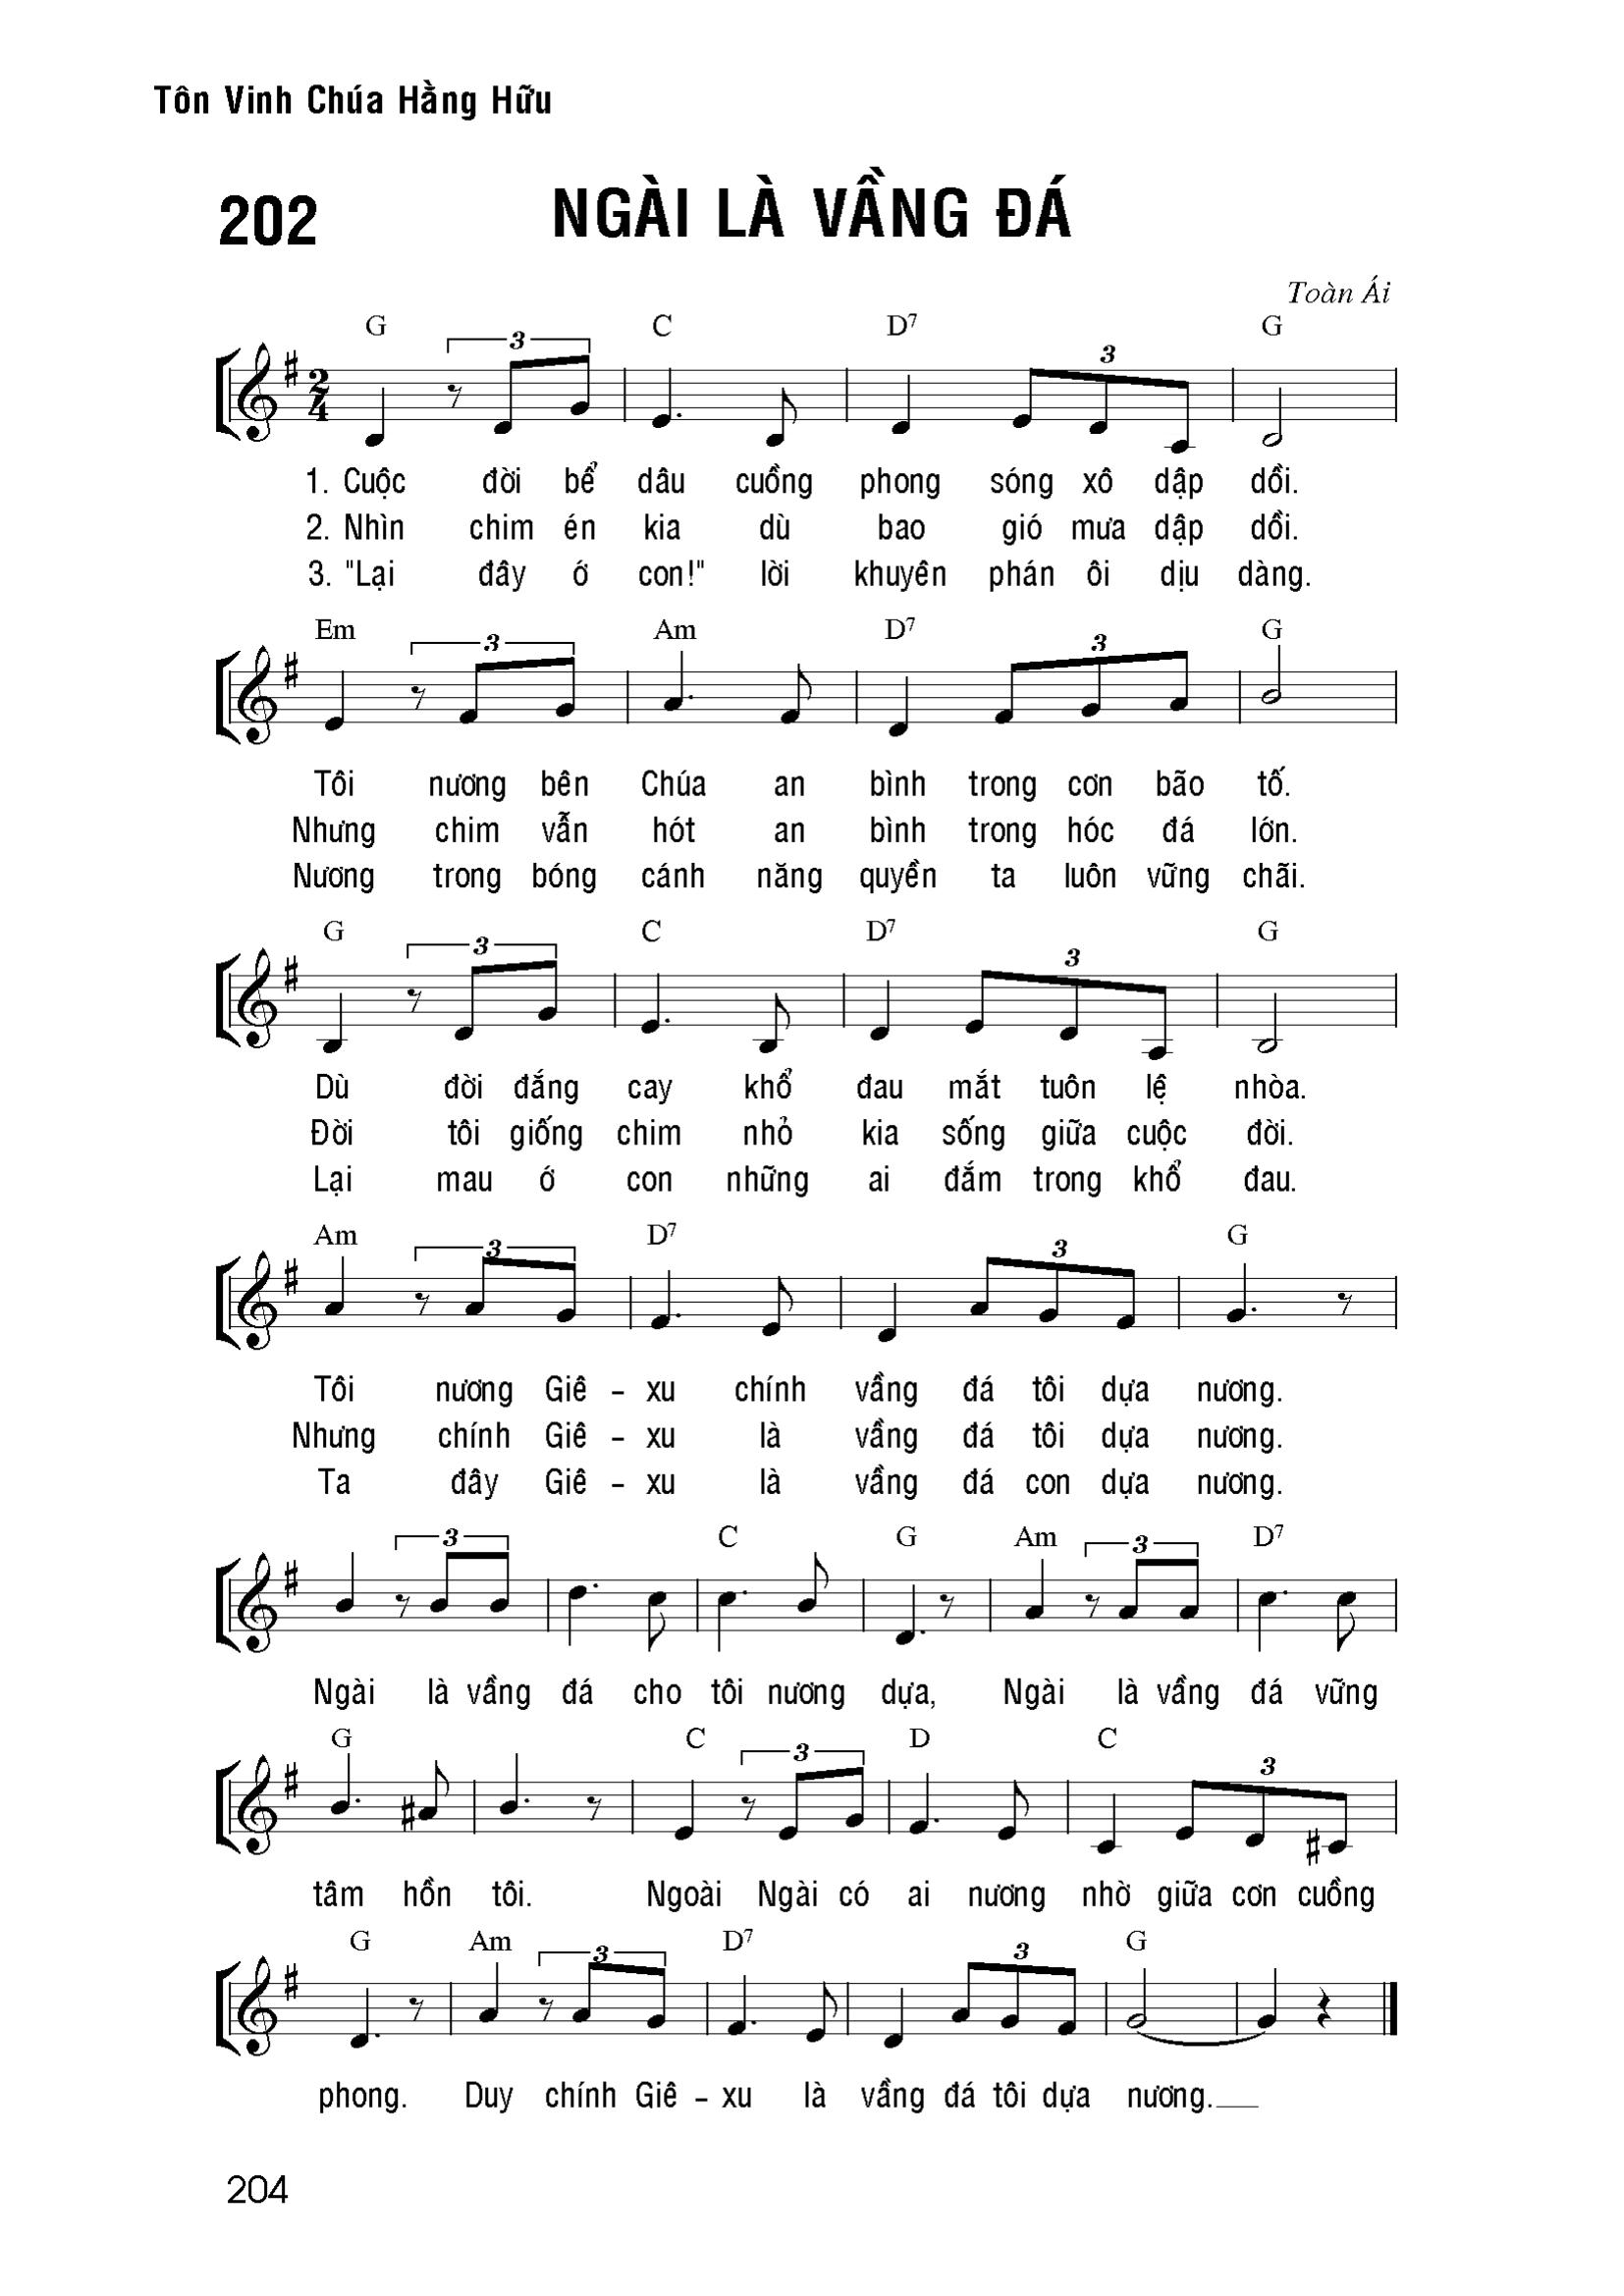 Tôn Vinh Chúa Hằng Hữu
202
NGÀI LÀ VẦNG ĐÁ
Toàn Ái
G 3 C D7 3 G
2
4
1. Cuộc đời bể dâu cuồng phong sóng xô dập dồi.
2. Nhìn chim én kia dù bao gió mưa dập dồi.
3. "Lại đây ớ con!" lời khuyên phán ôi dịu dàng.
Em 3 Am D7 3 G
Tôi nương bên Chúa an bình trong cơn bão tố.
Nhưng chim vẫn hót an bình trong hóc đá lớn.
Nương trong bóng cánh năng quyền ta luôn vững chãi.
G 3 C D7 3 G
Dù đời đắng cay khổ đau mắt tuôn lệ nhòa.
Đời tôi giống chim nhỏ kia sống giữa cuộc đời.
Lại mau ớ con những ai đắm trong khổ đau.
Am 3 D7 3 G
Tôi nương Giê – xu chính vầng đá tôi dựa nương.
Nhưng chính Giê – xu là vầng đá tôi dựa nương.
Ta đây Giê – xu là vầng đá con dựa nương.
3 C G Am 3 D7
Ngài là vầng đá cho tôi nương dựa, Ngài là vầng đá vững
G C 3 D C 3
tâm hồn tôi. Ngoài Ngài có ai nương nhờ giữa cơn cuồng
G Am 3 D7 3 G
phong. Duy chính Giê – xu là vầng đá tôi dựa nương.
204